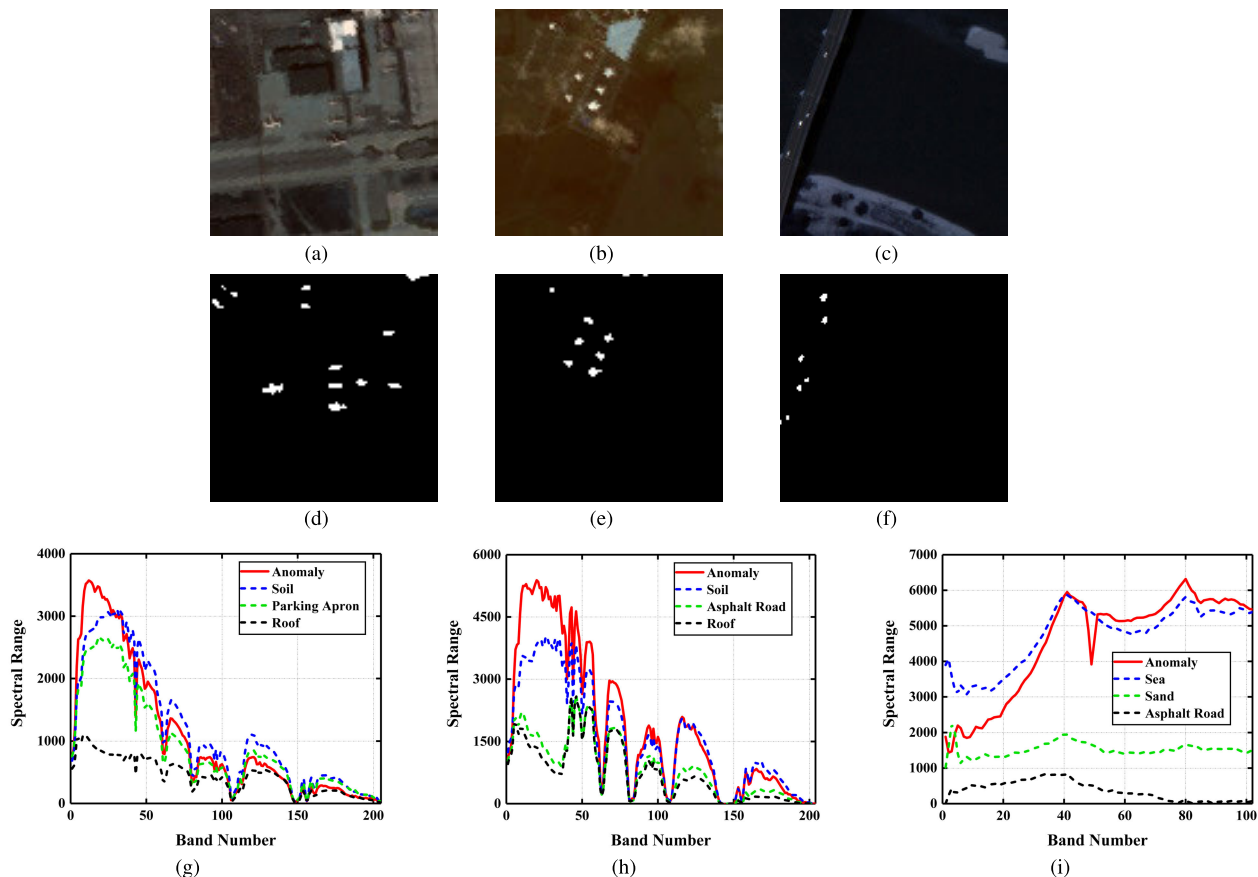 (a)
(b)
(c)
(d)
(e)
(f)
4000
3000
2000
1000
0
Spectral Range
Anomaly
Soil
Parking Apron
Roof
0
50
100
150
200
Band Number
(g)
6000
4500
3000
1500
0
Spectral Range
Anomaly
Soil
Asphalt Road
Roof
0
50
100
150
200
Band Number
(h)
7000
6000
5000
4000
3000
2000
1000
0
Spectral Range
Anomaly
Sea
Sand
Asphalt Road
0
20
40
60
80
100
Band Number
(i)